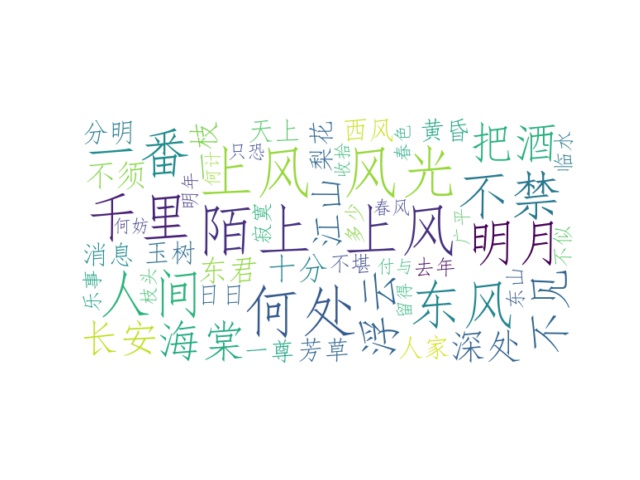 分明
天上
梨花
西风
春色
黄昏
把酒
临水
一番
枝
只恐
收拾
不须
何计
上风
风光
不禁
千里
明年
何妨
陌上
寂寞
江山
多少
春风
上风
广平
明月
不似
消息
玉树
东君
十分
不堪
付与
去年
乐事
枝头
人间
日日
何处
浮云
留得
东风
东山
不见
长安
海棠
一尊
芳草
人家
深处